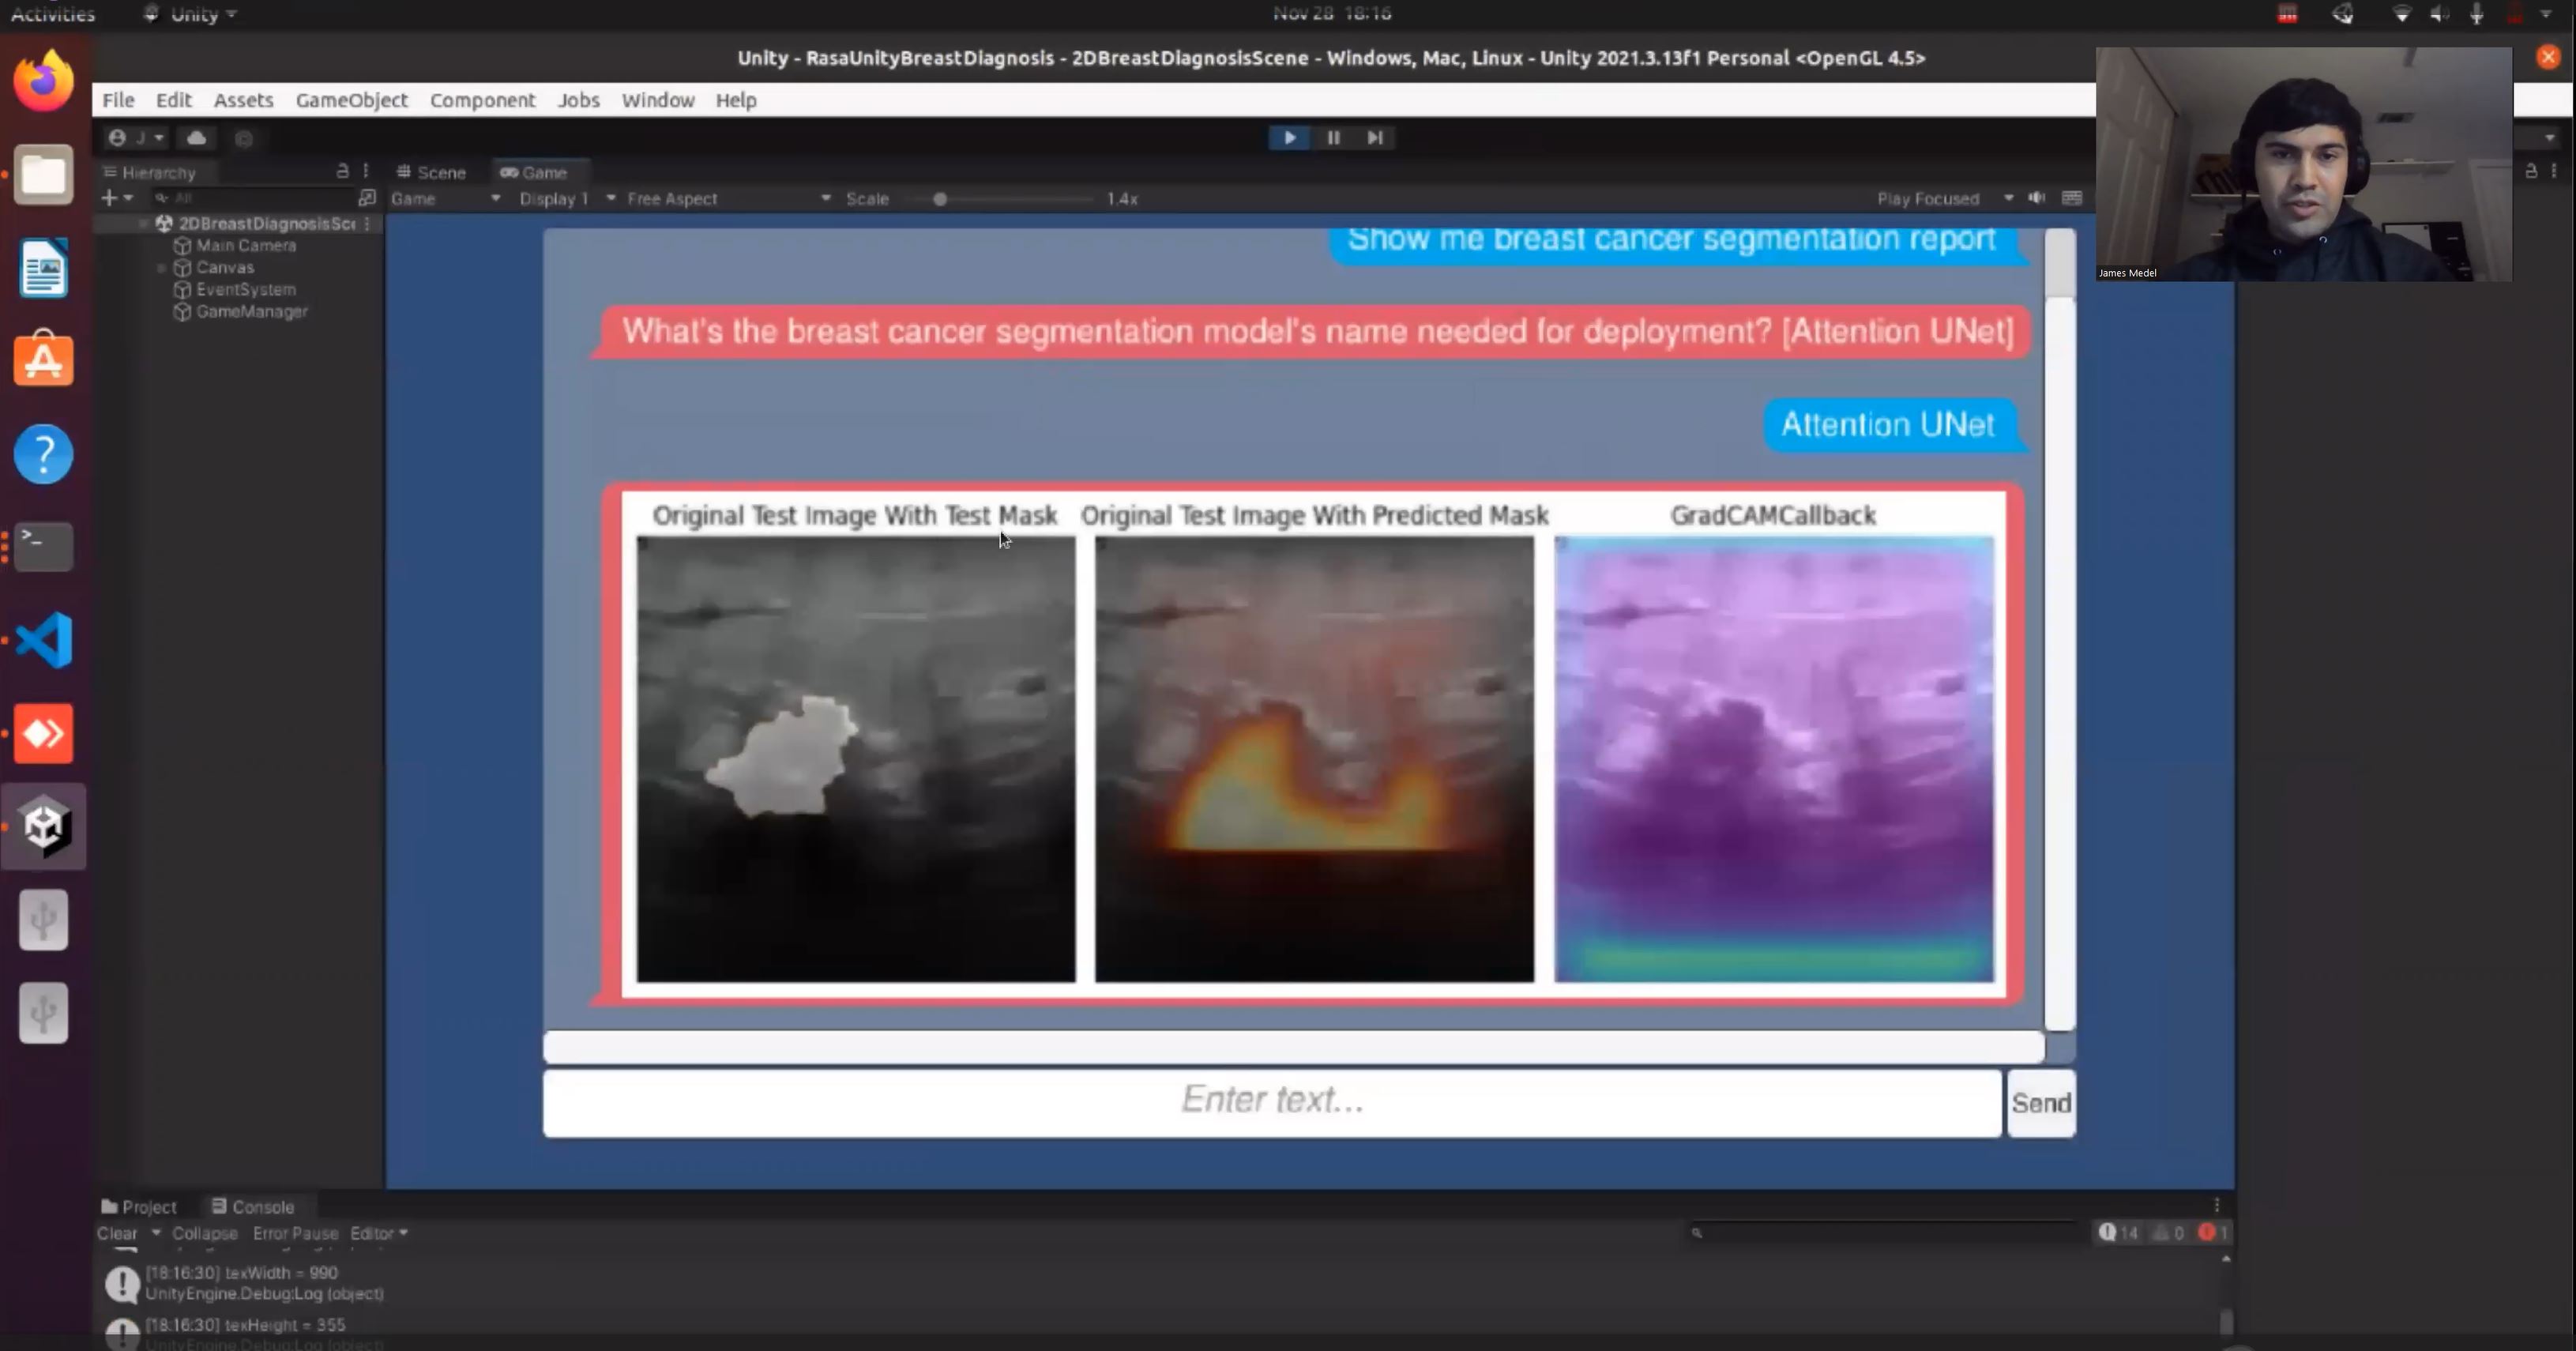 Activities
Unity
Nov 28 18:16
Unity - RasaUnityBreastDiagnosis - 2DBreastDiagnosisScene - Windows, Mac, Linux - Unity 2021.3.13f1 Personal <OpenGL 4.5>
File Edit Assets GameObject Component Jobs Window Help
J
Hierarchy
Scene
Game
All
Game
Display 1
Free Aspect
Scale
1.4x
Play Focused
2DBreastDiagnosisSce
Main Camera
Canvas
EventSystem
GameManager
James Medel
Show me breast cancer segmentation report
What's the breast cancer segmentation model's name needed for deployment? [Attention UNet]
Attention UNet
Original Test Image With Test Mask
Original Test Image With Predicted Mask
GradCAMCallback
Enter text...
Send
Project
Console
Clear
Collapse
Error Pause
Editor
14
0
1
[18:16:30] texWidth = 990
UnityEngine.Debug:Log (object)
[18:16:30] texHeight = 355
UnityEngine.Debug:Log (object)